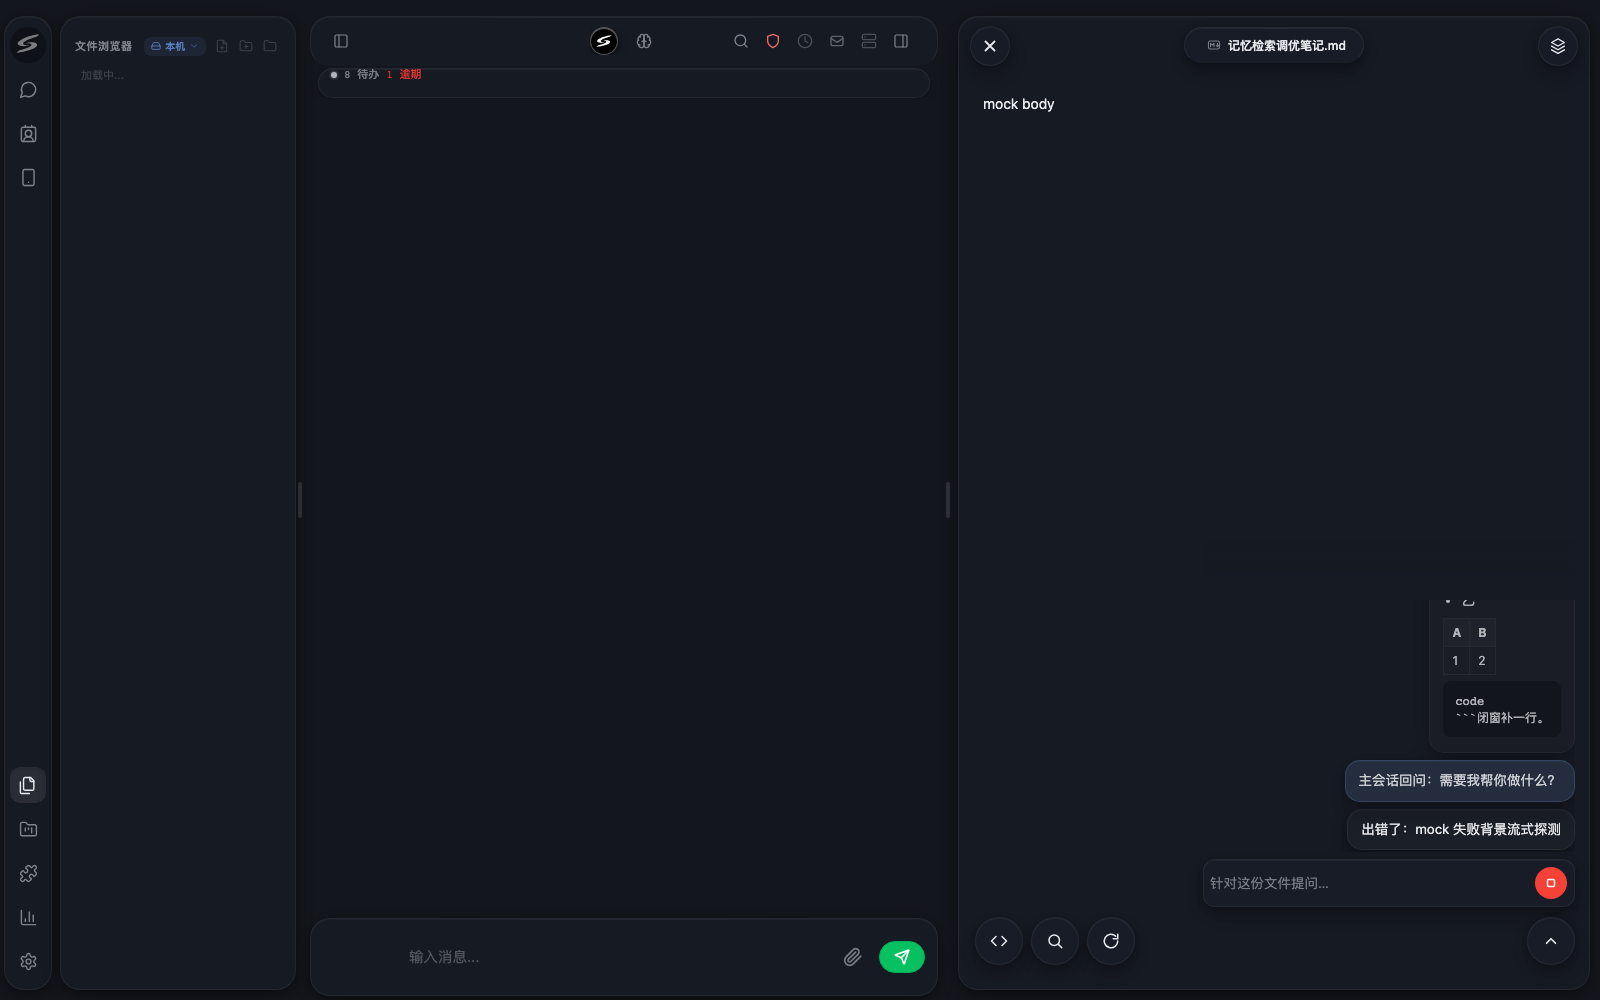 文件浏览器
本机
加载中...
8 待办 1 逾期
输入消息...
记忆检索调优笔记.md
mock body
A B
1 2
code
```闭窗补一行。
主会话回问：需要我帮你做什么？
出错了：mock 失败背景流式探测
针对这份文件提问...